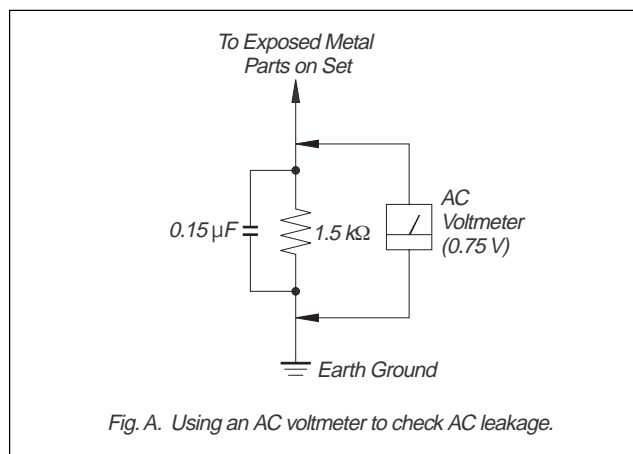 To Exposed Metal
Parts on Set
0.15 µF
1.5 kΩ
AC
Voltmeter
(0.75 V)
Earth Ground
Fig. A. Using an AC voltmeter to check AC leakage.